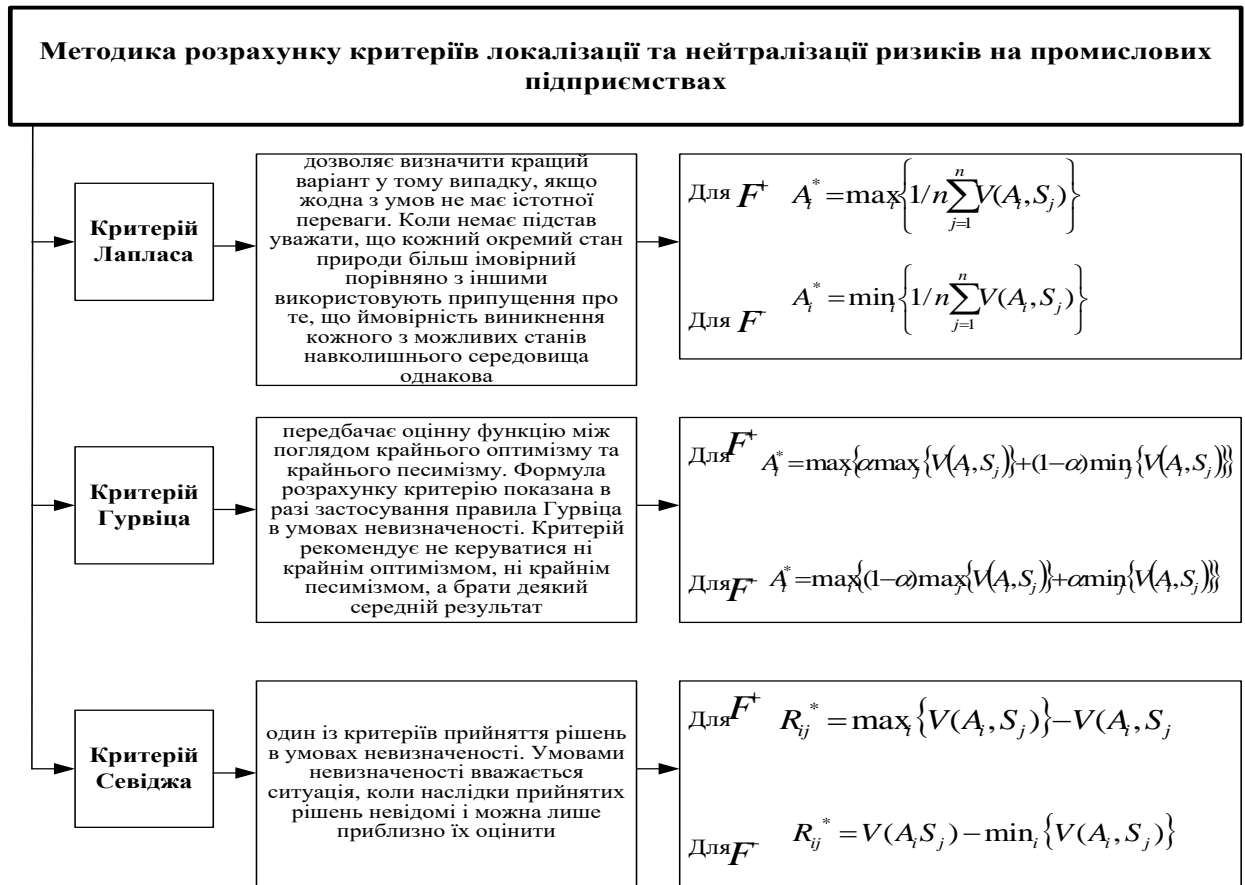 Методика розрахунку критеріїв локалізації та нейтралізації ризиків на промислових
підприємствах
Критерій
Лапласа
дозволяє визначити кращий
варіант у тому випадку, якщо
жодна з умов не має істотної
переваги. Коли немає підстав
уважати, що кожний окремий стан
природи більш імовірний
порівняно з іншими
використовують припущення про
те, що ймовірність виникнення
кожного з можливих станів
навколишнього середовища
однакова
Для F⁺ A_i^* = max_i{1/n∑_{j=1}^{n}V(A_i, S_j)}
Для F⁻ A_i^* = min_i{1/n∑_{j=1}^{n}V(A_i, S_j)}
Критерій
Гурвіца
передбачає оцінну функцію між
поглядом крайнього оптимізму та
крайнього песимізму. Формула
розрахунку критерію показана в
разі застосування правила Гурвіца
в умовах невизначеності. Критерій
рекомендує не керуватися ні
крайнім оптимізмом, ні крайнім
песимізмом, а брати деякий
середній результат
Для F⁺ A_i^* = max_i{α max_j{V(A_i, S_j)}+(1−α)min_j{V(A_i, S_j)}}
Для F⁻ A_i^* = max_i{(1−α)max_j{V(A_i, S_j)}+α min_j{V(A_i, S_j)}}
Критерій
Севіджа
один із критеріїв прийняття рішень
в умовах невизначеності. Умовами
невизначеності вважається
ситуація, коли наслідки прийнятих
рішень невідомі і можна лише
приблизно їх оцінити
Для F⁺ R_ij^* = max_i{V(A_i, S_j)}−V(A_i, S_j
Для F⁻ R_ij^* = V(A_i S_j) − min_i{V(A_i, S_j)}